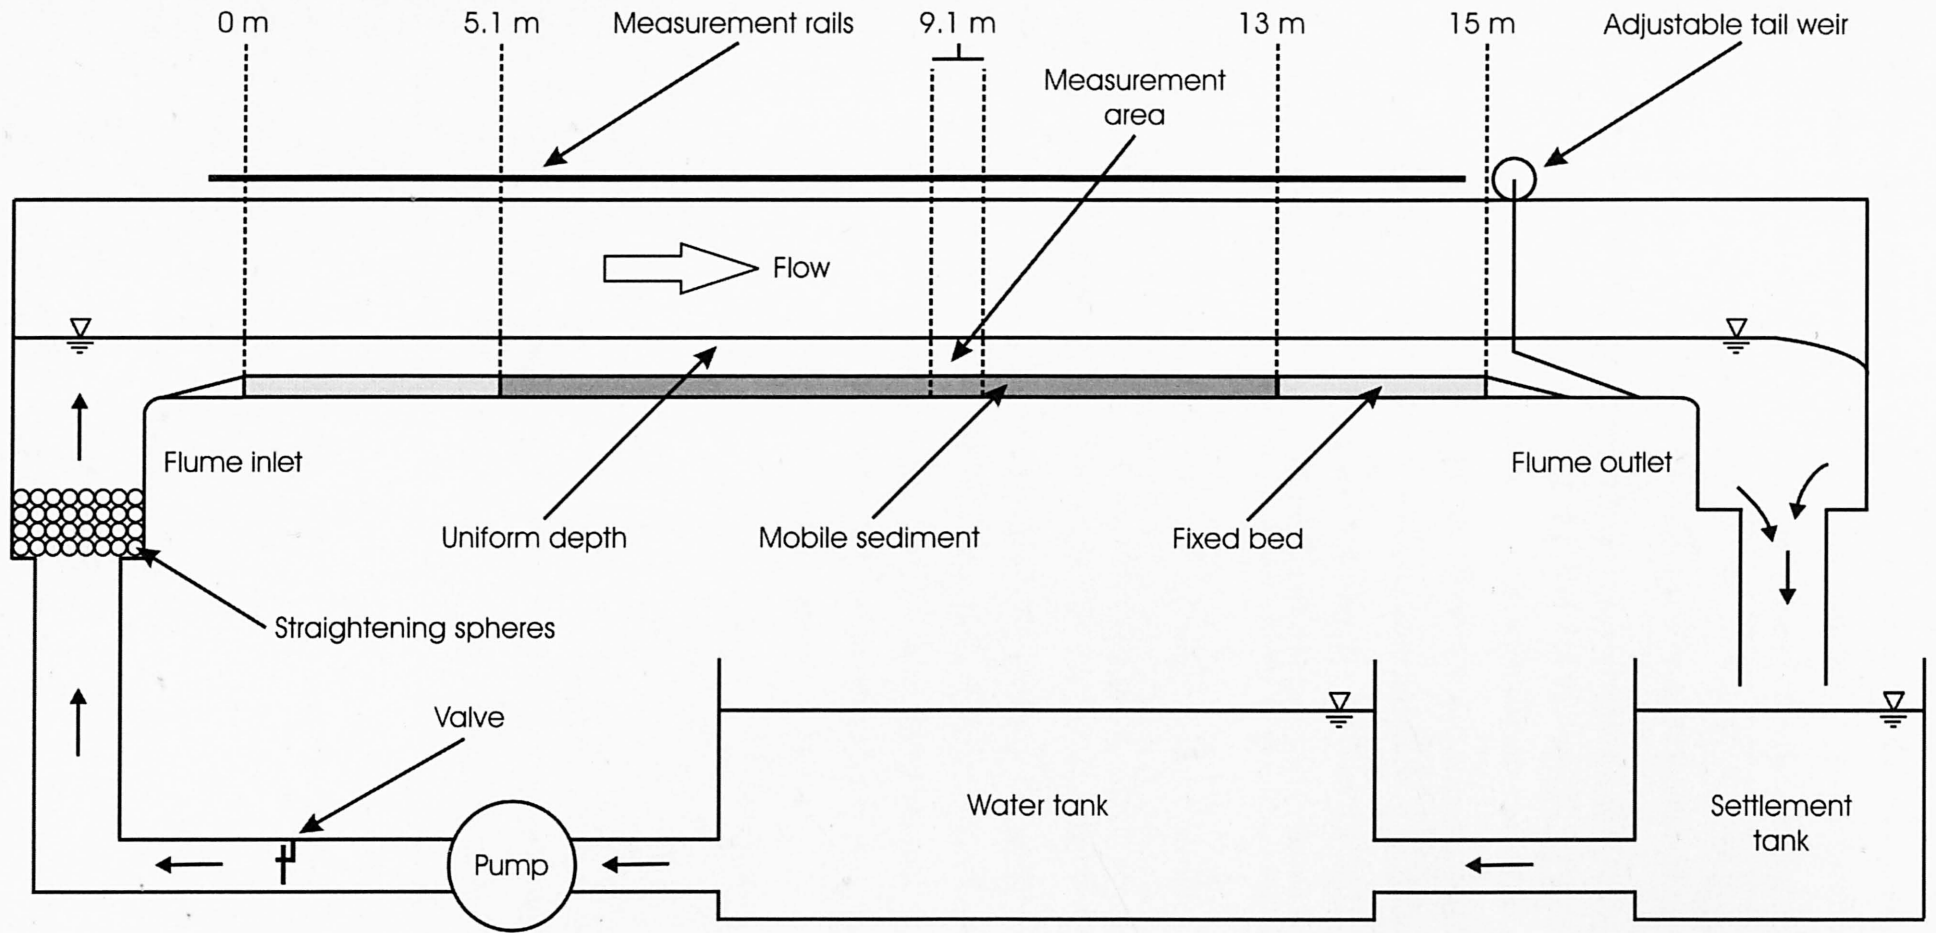 0 m
5.1 m
Measurement rails
9.1 m
13 m
15 m
Adjustable tail weir
Measurement
area
Flow
Flume inlet
Flume outlet
Uniform depth
Mobile sediment
Fixed bed
Straightening spheres
Valve
Water tank
Settlement
tank
Pump